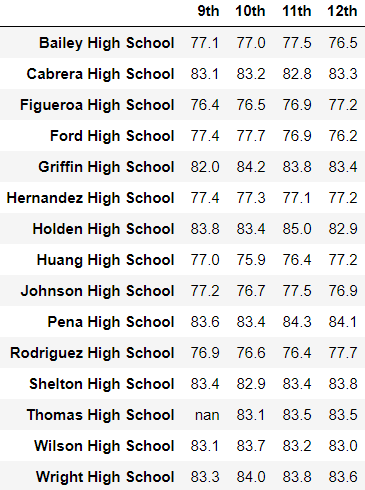 9th 10th 11th 12th
Bailey High School 77.1 77.0 77.5 76.5
Cabrera High School 83.1 83.2 82.8 83.3
Figueroa High School 76.4 76.5 76.9 77.2
Ford High School 77.4 77.7 76.9 76.2
Griffin High School 82.0 84.2 83.8 83.4
Hernandez High School 77.4 77.3 77.1 77.2
Holden High School 83.8 83.4 85.0 82.9
Huang High School 77.0 75.9 76.4 77.2
Johnson High School 77.2 76.7 77.5 76.9
Pena High School 83.6 83.4 84.3 84.1
Rodriguez High School 76.9 76.6 76.4 77.7
Shelton High School 83.4 82.9 83.4 83.8
Thomas High School nan 83.1 83.5 83.5
Wilson High School 83.1 83.7 83.2 83.0
Wright High School 83.3 84.0 83.8 83.6